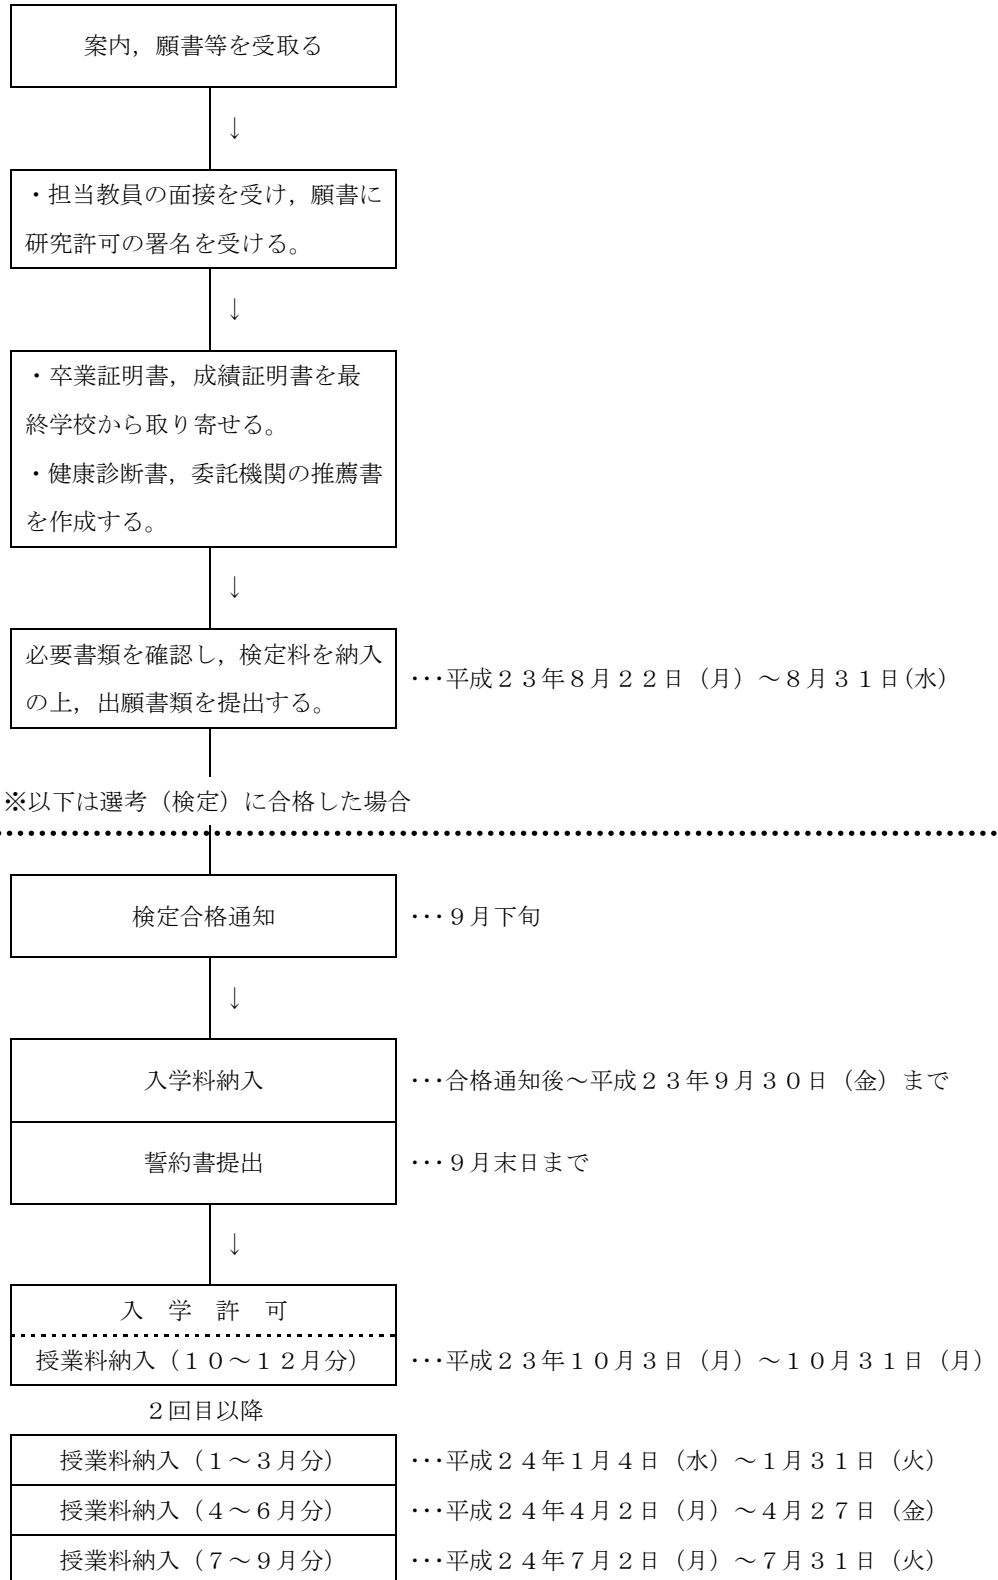 案内，願書等を受取る
↓
・担当教員の面接を受け，願書に
研究許可の署名を受ける。
↓
・卒業証明書，成績証明書を最
終学校から取り寄せる。
・健康診断書，委託機関の推薦書
を作成する。
↓
必要書類を確認し，検定料を納入
の上，出願書類を提出する。
･･･平成２３年８月２２日（月）～８月３１日(水)
※以下は選考（検定）に合格した場合
検定合格通知 ･･･９月下旬
↓
入学料納入 ･･･合格通知後～平成２３年９月３０日（金）まで
誓約書提出 ･･･９月末日まで
↓
入　学　許　可
授業料納入（１０～１２月分） ･･･平成２３年１０月３日（月）～１０月３１日（月）
２回目以降
授業料納入（１～３月分） ･･･平成２４年１月４日（水）～１月３１日（火）
授業料納入（４～６月分） ･･･平成２４年４月２日（月）～４月２７日（金）
授業料納入（７～９月分） ･･･平成２４年７月２日（月）～７月３１日（火）